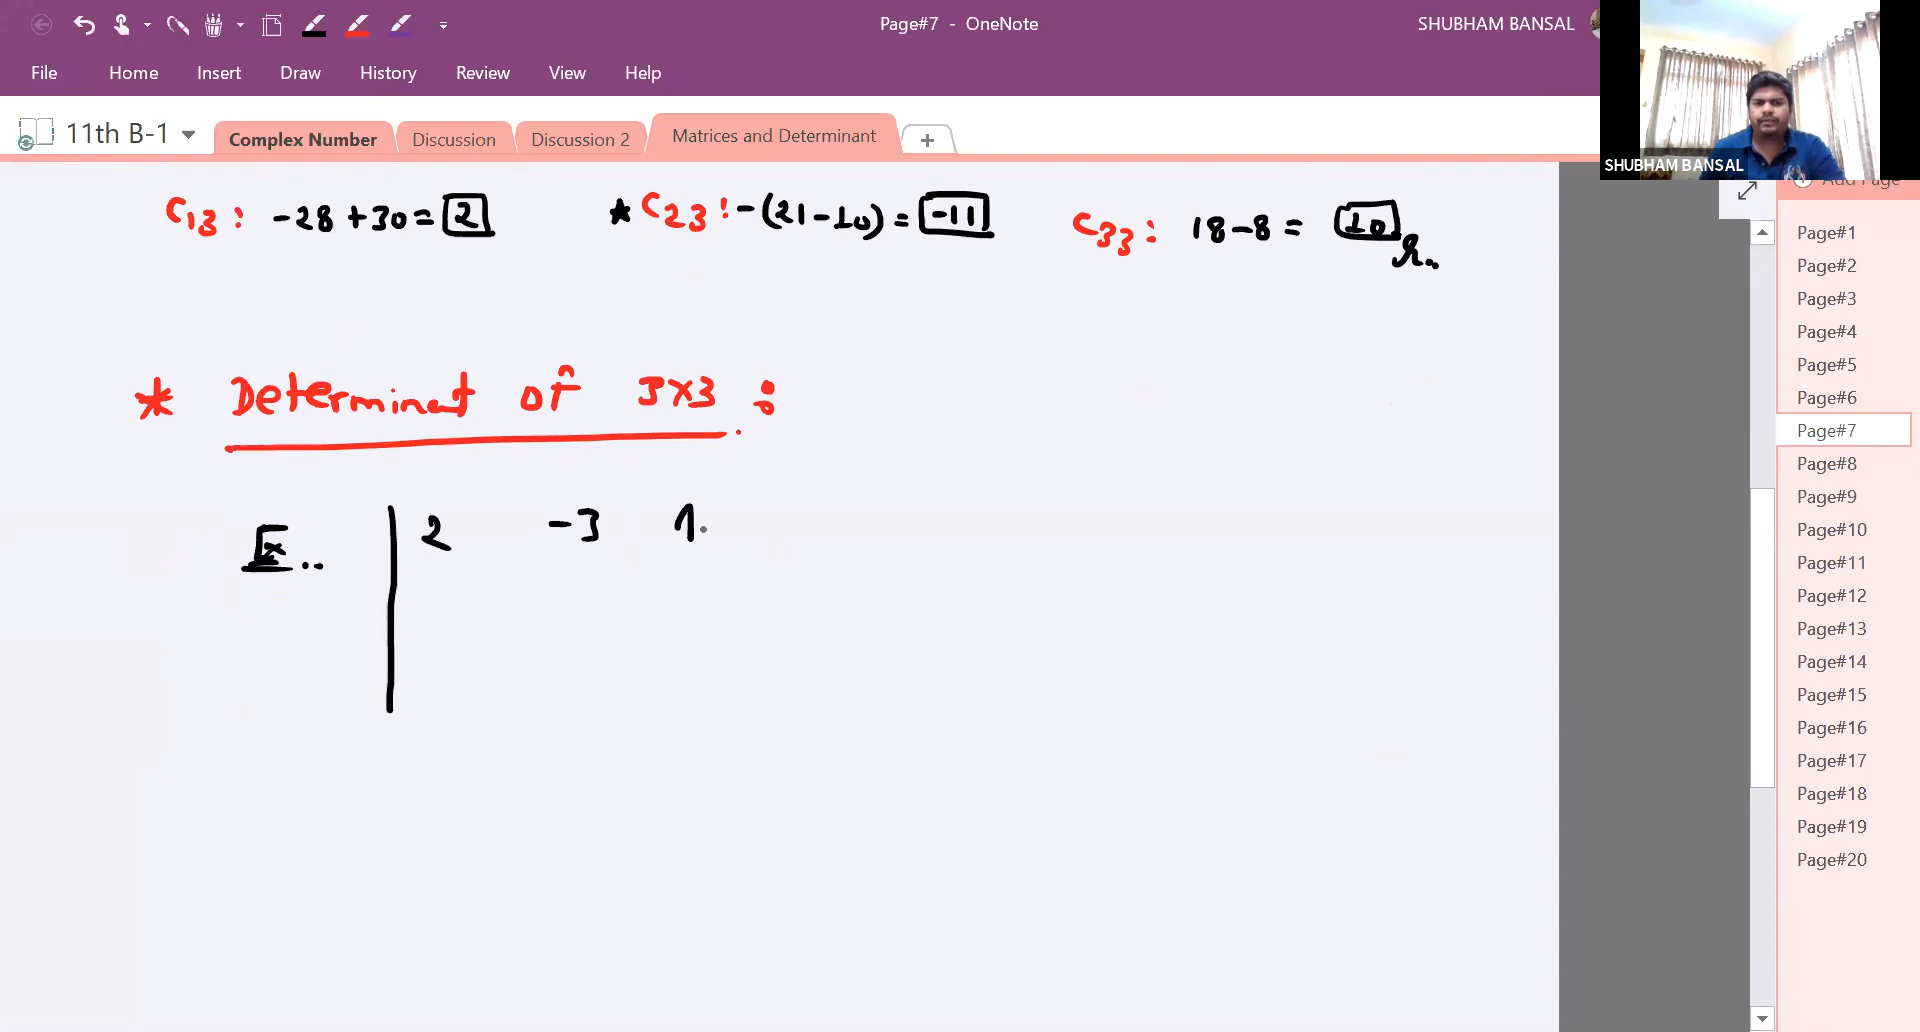 Page#7 - OneNote
SHUBHAM BANSAL
File Home Insert Draw History Review View Help
SHUBHAM BANSAL
11th B-1 Complex Number Discussion Discussion 2 Matrices and Determinant +
Add Page
C13: -28+30= 2 * C23: -(21-10)= -11 C33: 18-8= 10
* Determinant of 3x3:
Ex.. | 2 -3 1
Page#1
Page#2
Page#3
Page#4
Page#5
Page#6
Page#7
Page#8
Page#9
Page#10
Page#11
Page#12
Page#13
Page#14
Page#15
Page#16
Page#17
Page#18
Page#19
Page#20